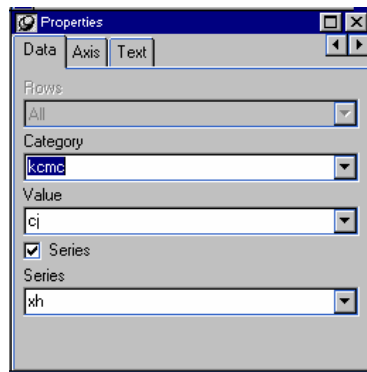 Properties
Data Axis Text
Rows
All
Category
kcmc
Value
cj
Series
Series
xh